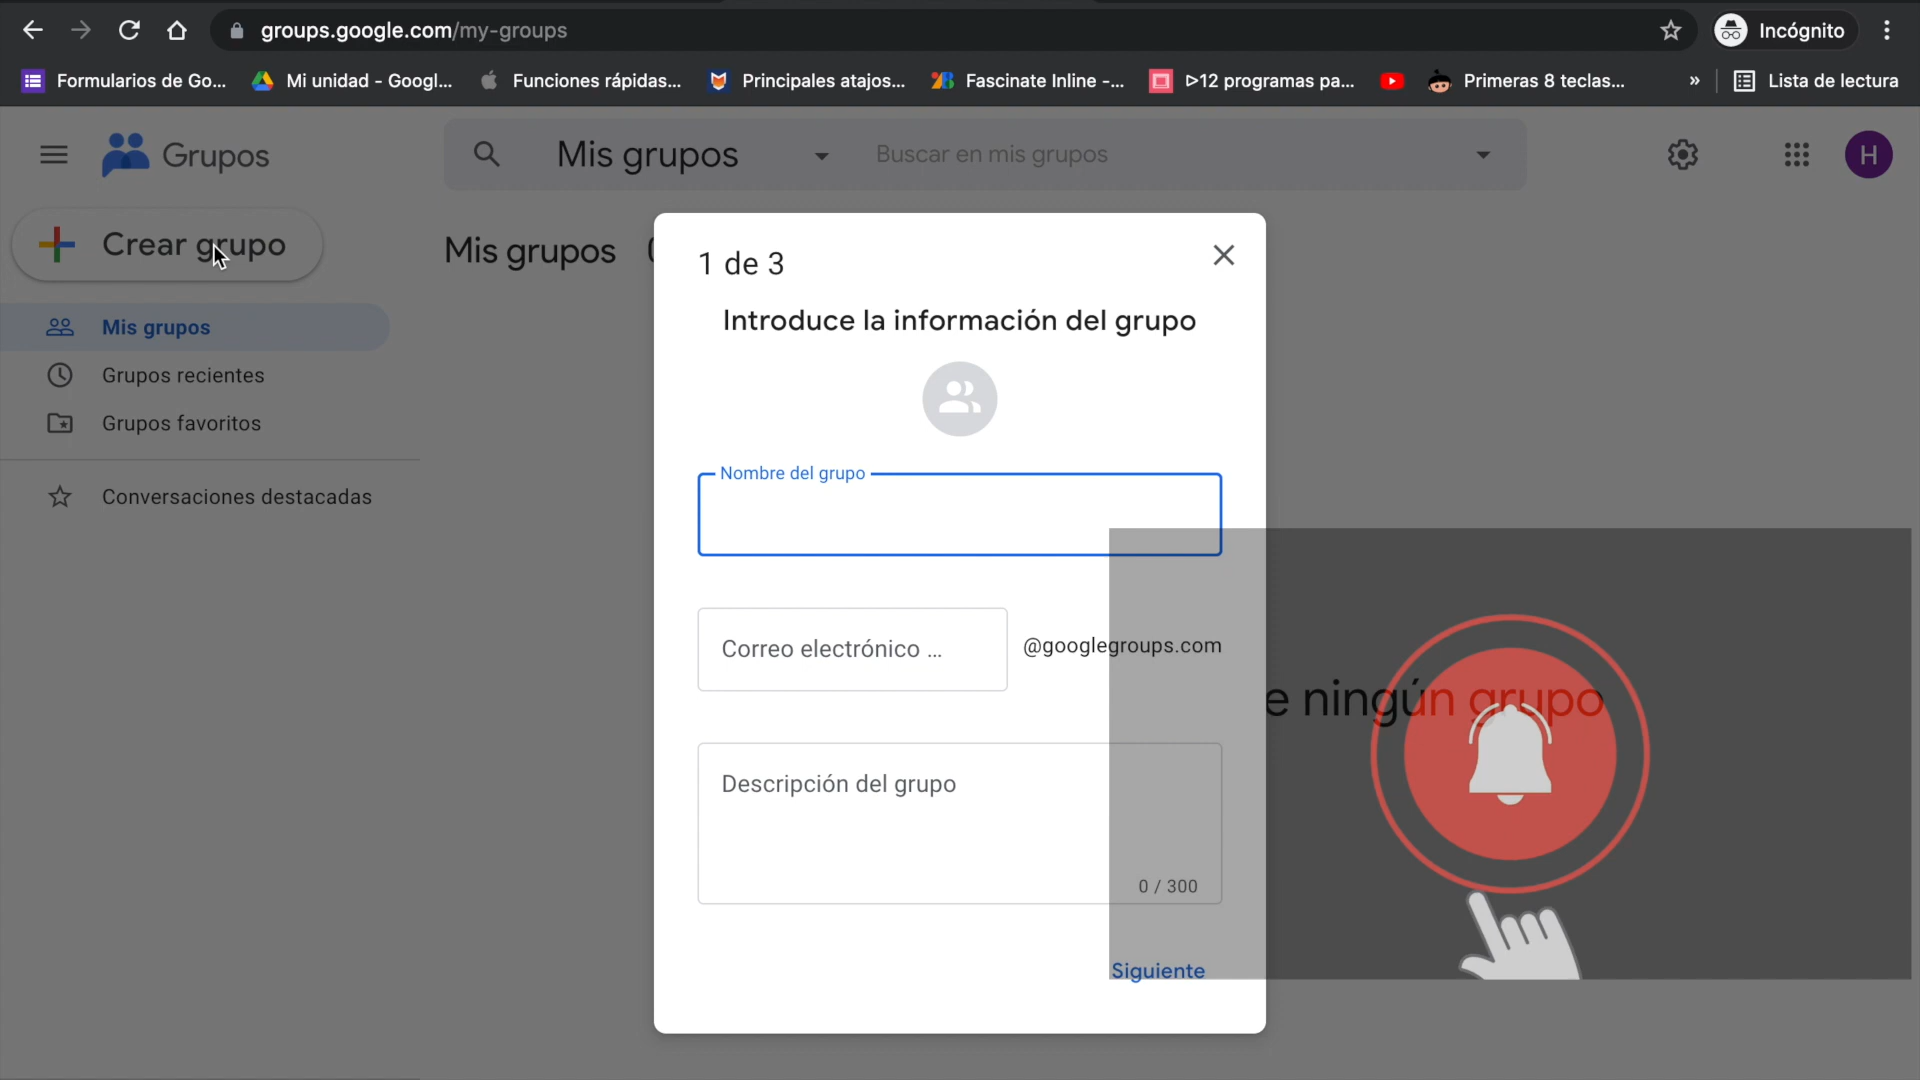 groups.google.com/my-groups
Incógnito
Formularios de Go...
Mi unidad - Googl...
Funciones rápidas...
Principales atajos...
Fascinate Inline -...
▷12 programas pa...
Primeras 8 teclas...
»
Lista de lectura
Grupos
Mis grupos
Buscar en mis grupos
H
Crear grupo
Mis grupos
Mis grupos
Grupos recientes
Grupos favoritos
Conversaciones destacadas
1 de 3
Introduce la información del grupo
Nombre del grupo
Correo electrónico ...
@googlegroups.com
e ningún grupo
Descripción del grupo
0 / 300
Siguiente